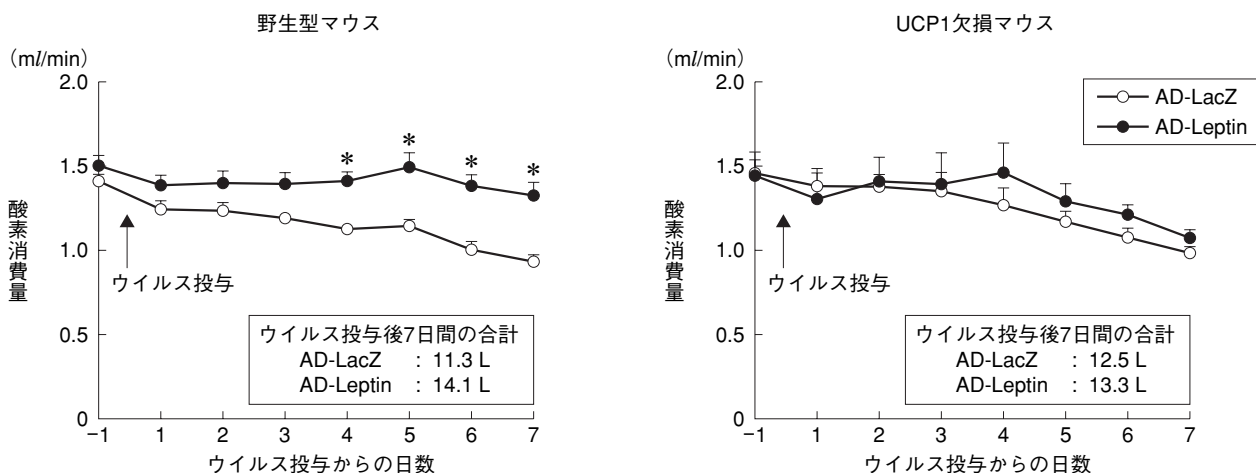 野生型マウス
(ml/min)
2.0
1.5
1.0
0.5
0
酸素消費量
*
*
*
*
ウイルス投与
ウイルス投与後7日間の合計
AD-LacZ : 11.3 L
AD-Leptin : 14.1 L
−1 1 2 3 4 5 6 7
ウイルス投与からの日数
UCP1欠損マウス
(ml/min)
AD-LacZ
AD-Leptin
2.0
1.5
1.0
0.5
0
酸素消費量
ウイルス投与
ウイルス投与後7日間の合計
AD-LacZ : 12.5 L
AD-Leptin : 13.3 L
−1 1 2 3 4 5 6 7
ウイルス投与からの日数